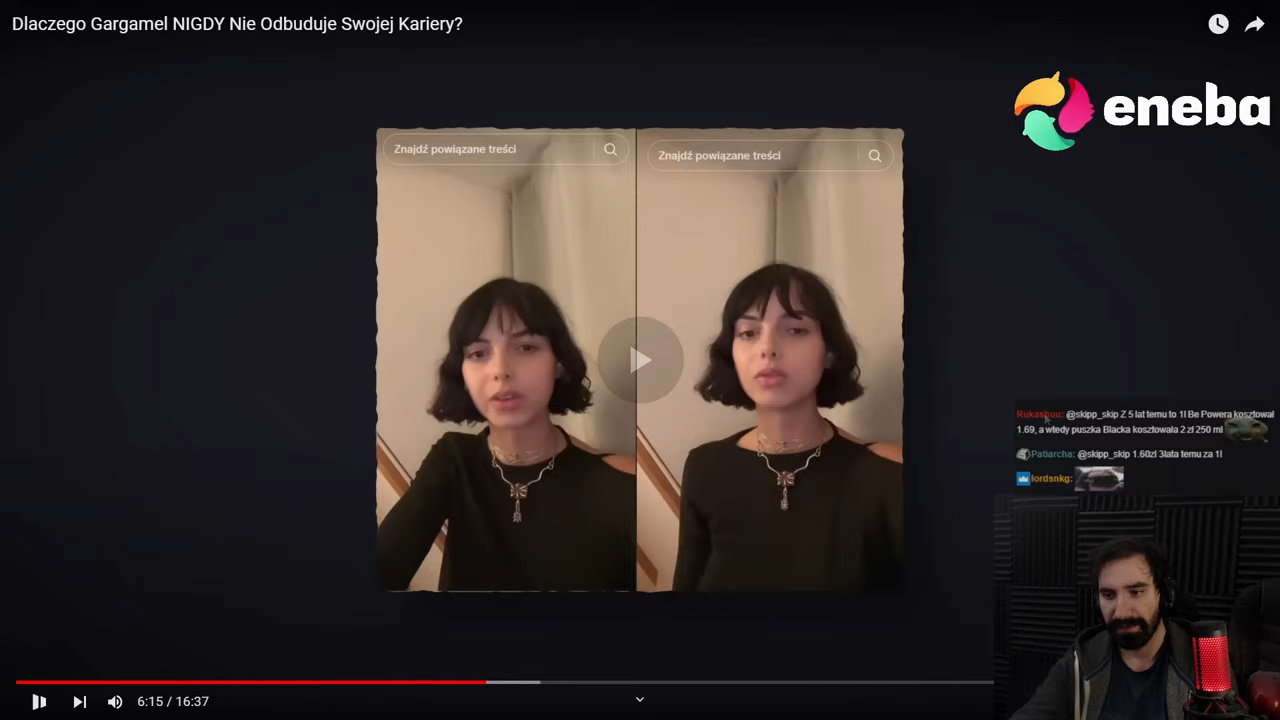 Dlaczego Gargamel NIGDY Nie Odbuduje Swojej Kariery?
eneba
Znajdź powiązane treści
Znajdź powiązane treści
Rukashuu: @skipp_skip Z 5 lat temu to 1l Be Powera kosztował
1.69, a wtedy puszka Blacka kosztowała 2 zł 250 ml
Patiarcha: @skipp_skip 1.60zl 3lata temu za 1l
lordsnkg:
6:15 / 16:37